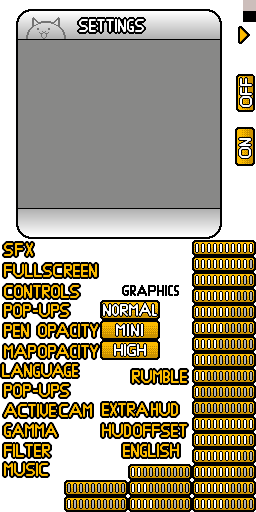 SETTINGS
OFF
ON
SFX
FULLSCREEN
CONTROLS GRAPHICS
POP-UPS NORMAL
PEN OPACITY MINI
MAPOPACITY HIGH
LANGUAGE RUMBLE
POP-UPS
ACTIVECAM EXTRAHUD
GAMMA HUDOFFSET
FILTER ENGLISH
MUSIC